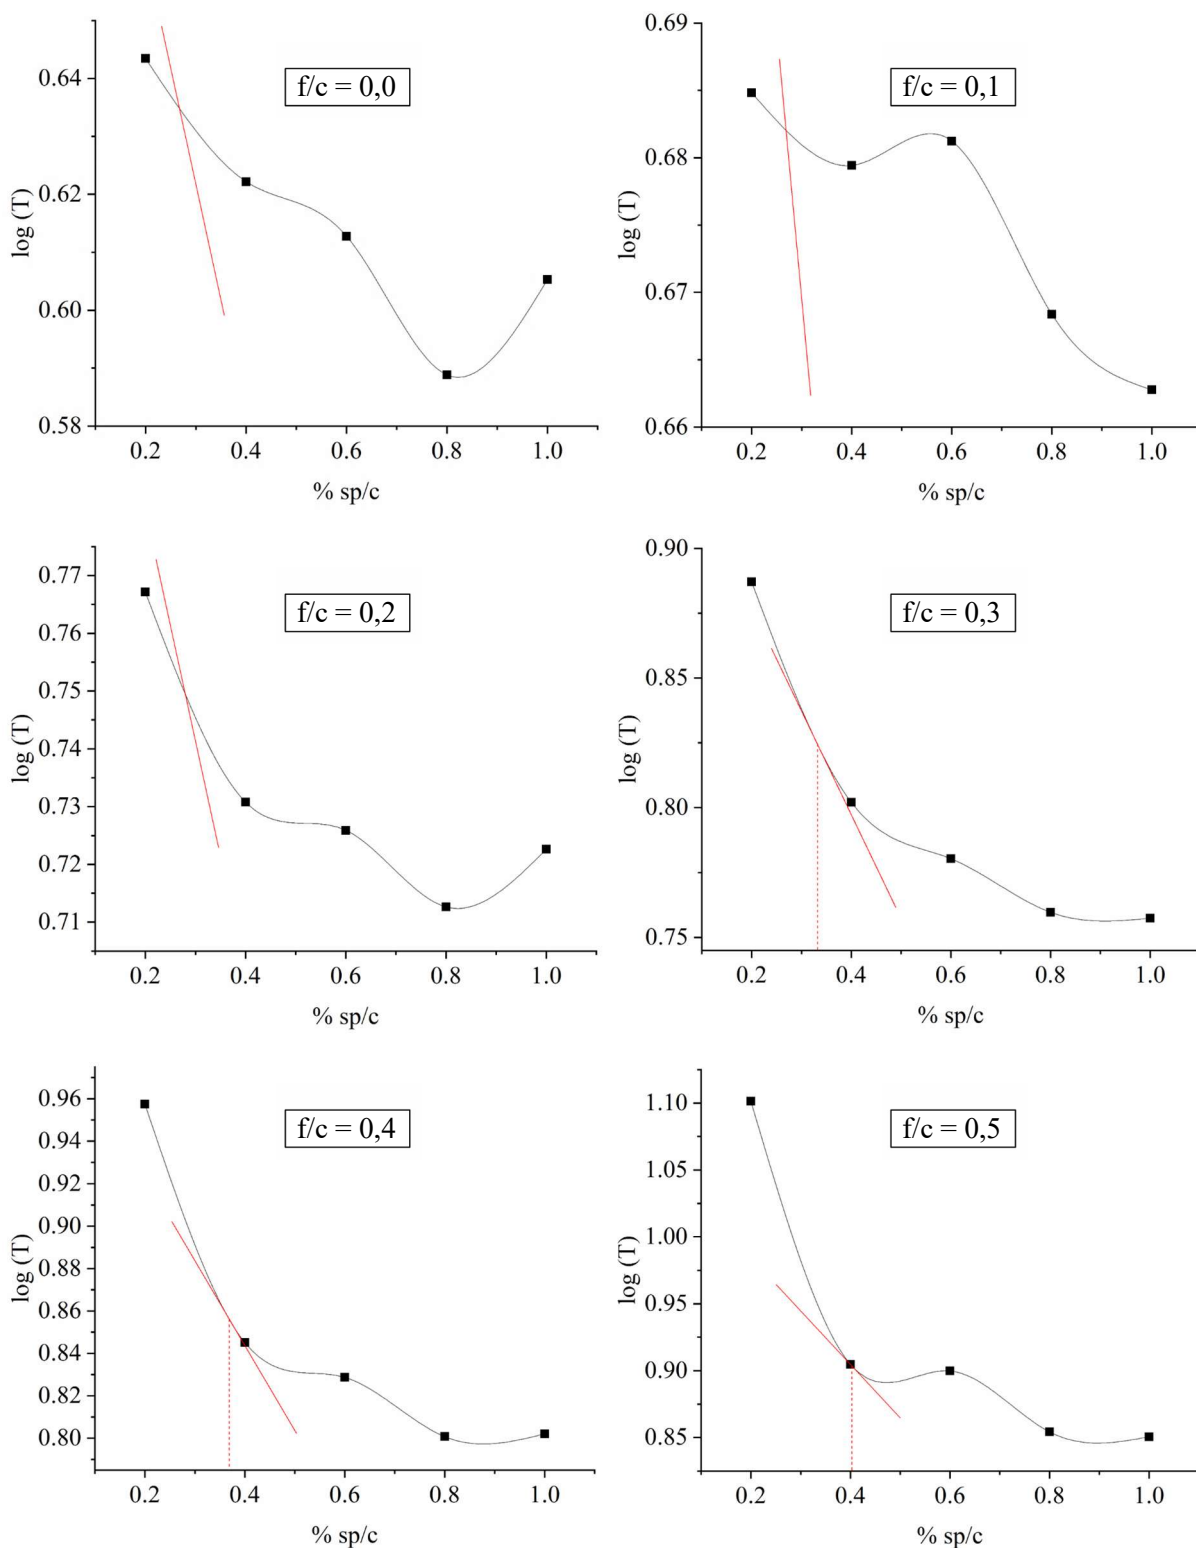 f/c = 0,0
log (T)
0.64
0.62
0.60
0.58
0.2 0.4 0.6 0.8 1.0
% sp/c
f/c = 0,1
log (T)
0.69
0.68
0.67
0.66
0.2 0.4 0.6 0.8 1.0
% sp/c
f/c = 0,2
log (T)
0.77
0.76
0.75
0.74
0.73
0.72
0.71
0.2 0.4 0.6 0.8 1.0
% sp/c
f/c = 0,3
log (T)
0.90
0.85
0.80
0.75
0.2 0.4 0.6 0.8 1.0
% sp/c
f/c = 0,4
log (T)
0.96
0.94
0.92
0.90
0.88
0.86
0.84
0.82
0.80
0.2 0.4 0.6 0.8 1.0
% sp/c
f/c = 0,5
log (T)
1.10
1.05
1.00
0.95
0.90
0.85
0.2 0.4 0.6 0.8 1.0
% sp/c